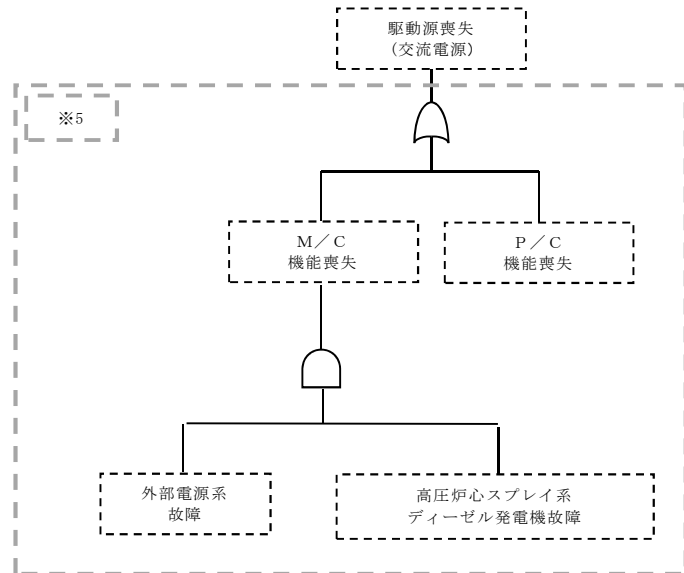 駆動源喪失
(交流電源)
※5
M／C
機能喪失
P／C
機能喪失
外部電源系
故障
高圧炉心スプレイ系
ディーゼル発電機故障